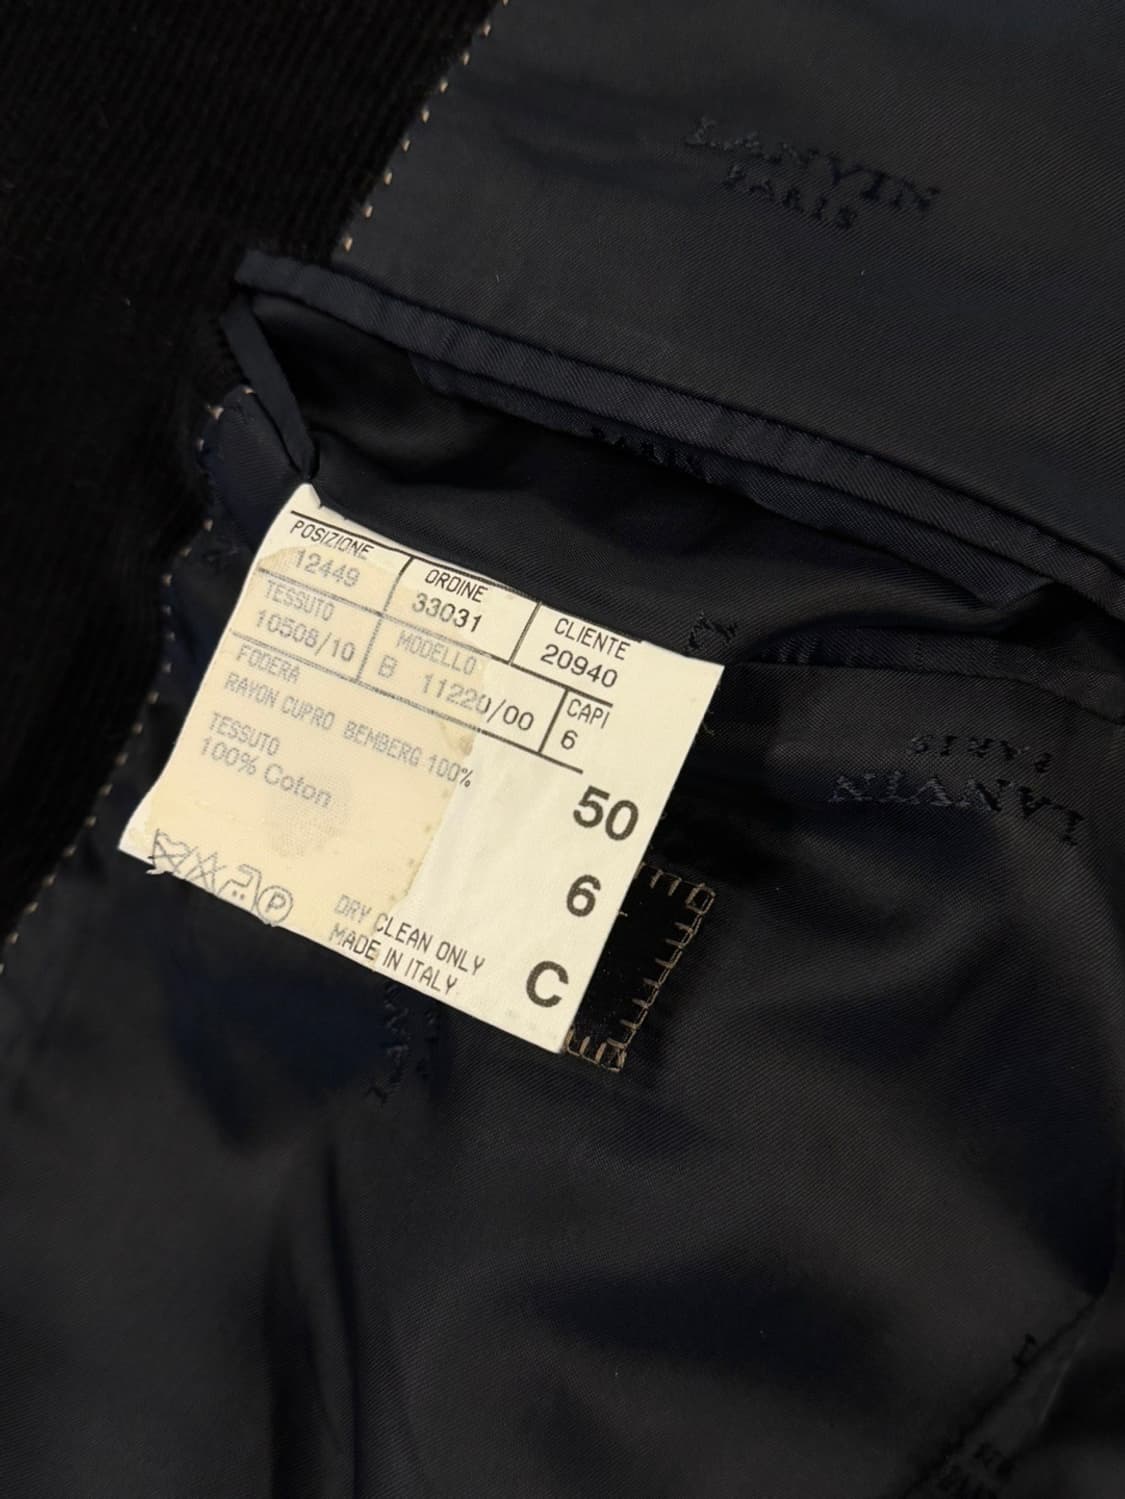 LANVIN
PARIS
POSIZIONE
12449
ORDINE
33031
CLIENTE
20940
TESSUTO
10508/10
MODELLO
B 11220/00
CAPI
6
FODERA
RAYON CUPRO BEMBERG 100%
TESSUTO
100% Coton
50
6
C
P
DRY CLEAN ONLY
MADE IN ITALY
LANVIN
PARIS